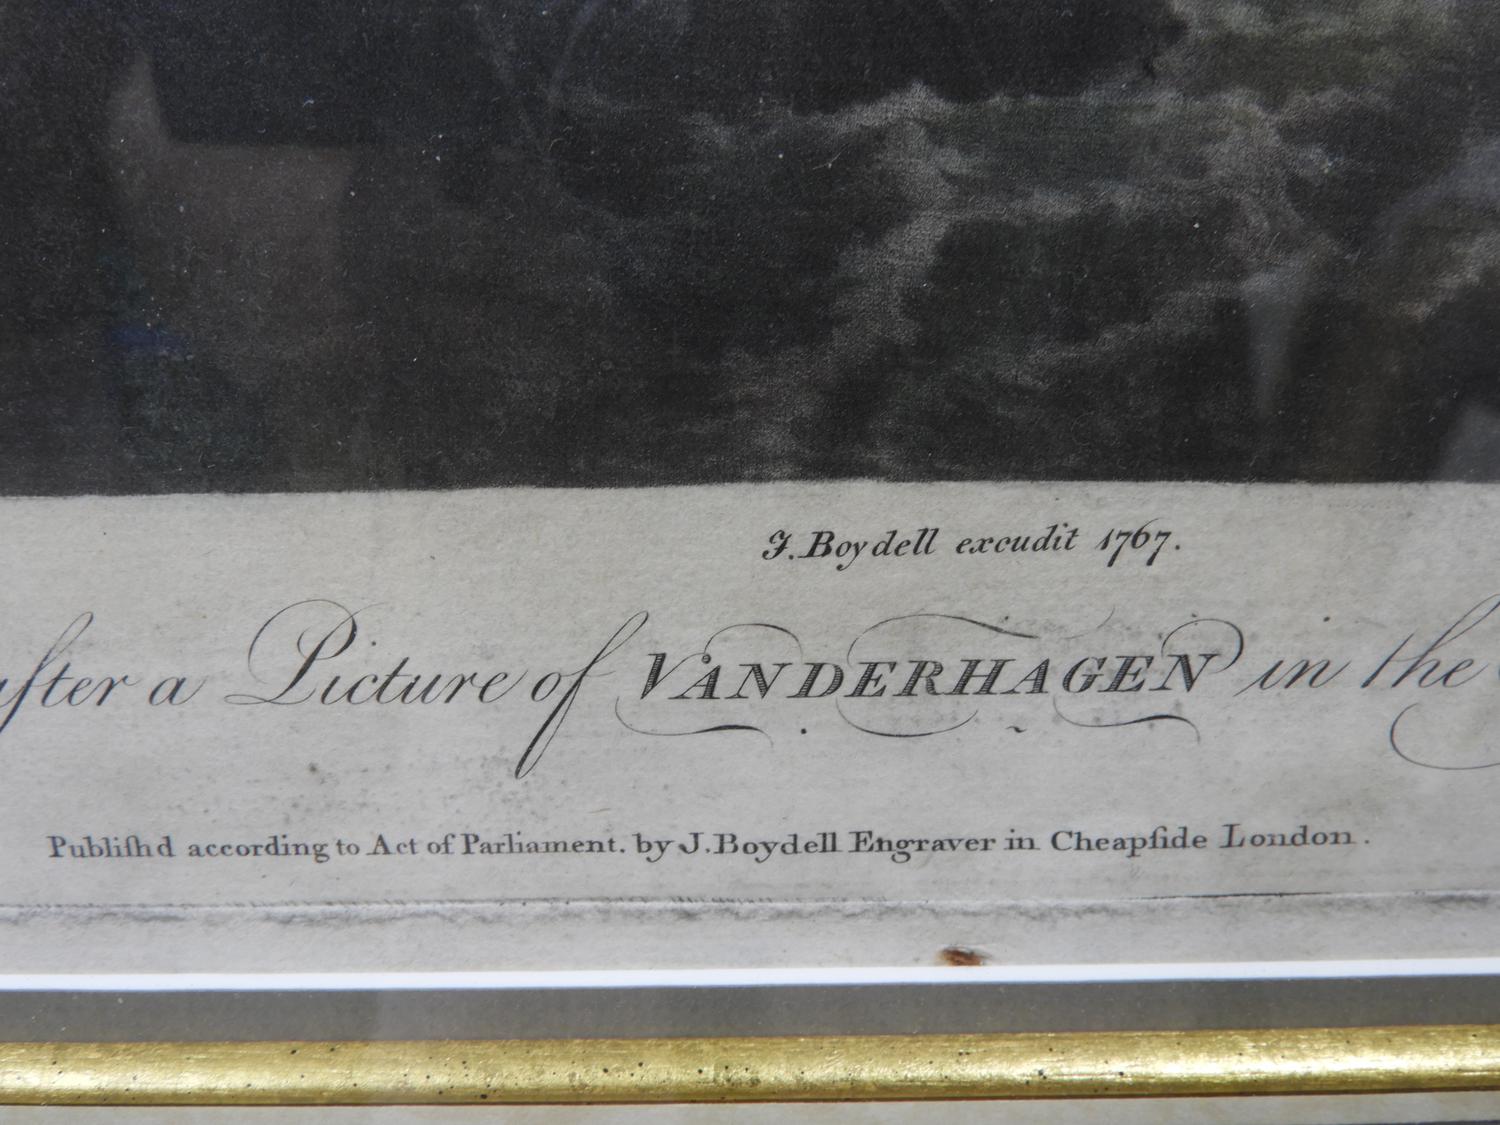 J. Boydell excudit 1767.
after a Picture of VANDERHAGEN in the
Publiſhd according to Act of Parliament. by J. Boydell Engraver in Cheapſide London.